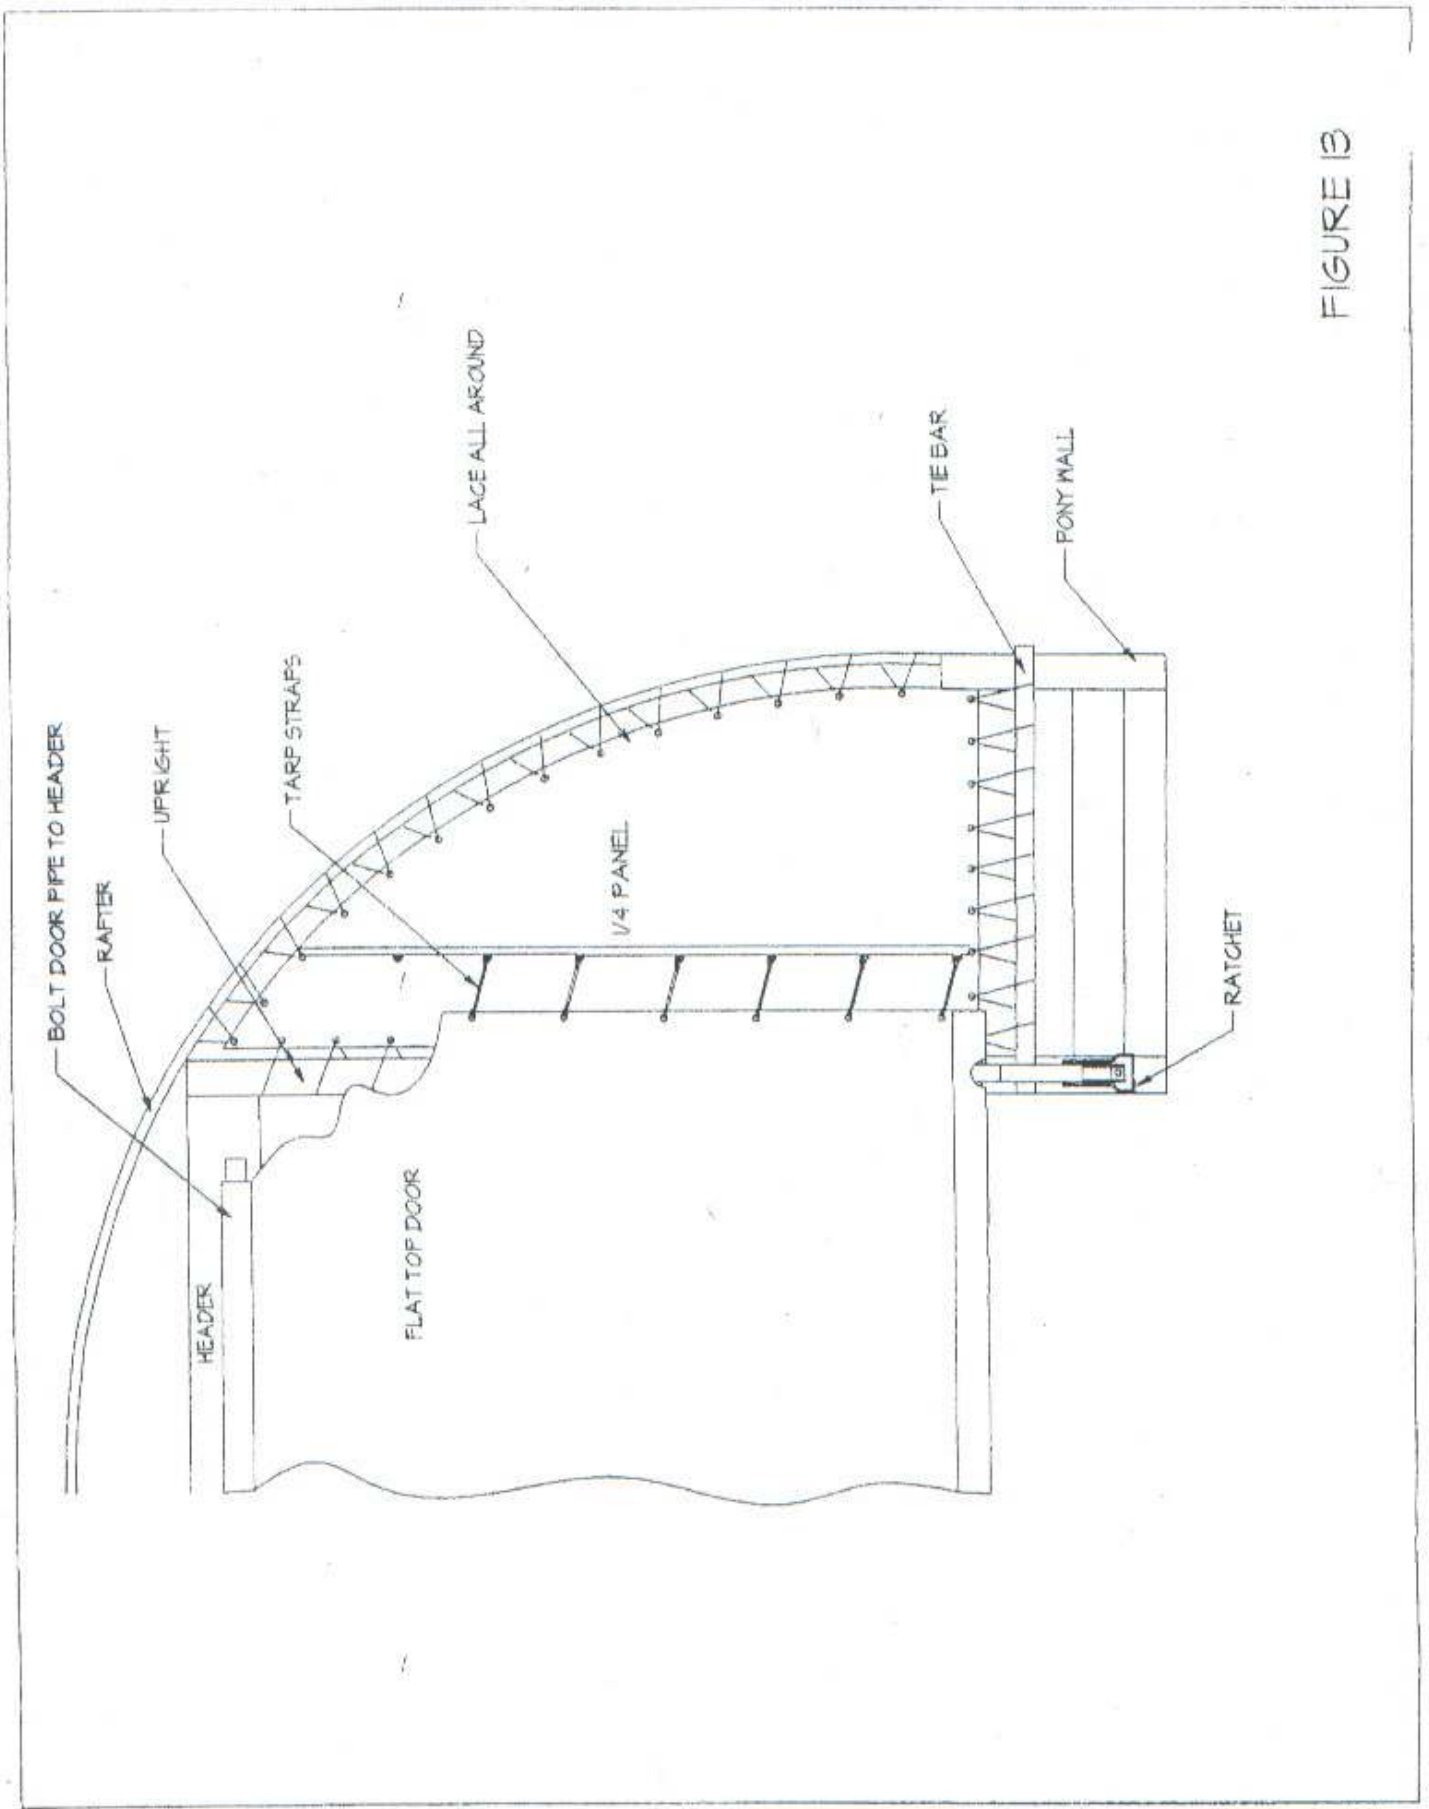 BOLT DOOR PIPE TO HEADER
RAFTER
UPRIGHT
TARP STRAPS
LACE ALL AROUND
HEADER
FLAT TOP DOOR
1/4 PANEL
TIE BAR
PONY WALL
RATCHET
FIGURE 13